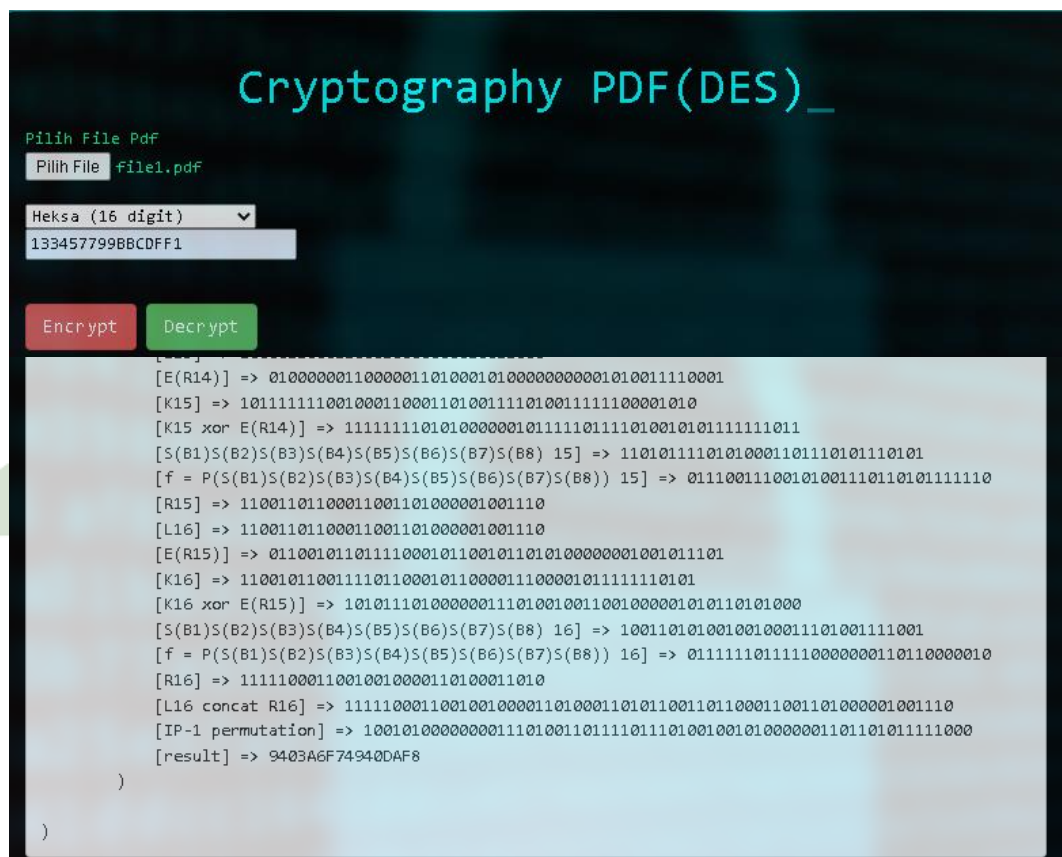 Cryptography PDF(DES)_
Pilih File Pdf
Pilih File file1.pdf
Heksa (16 digit)
133457799BBCDFF1
Encrypt Decrypt
[E(R14)] => 010000001100000110100010100000000001010011110001
[K15] => 101111111001000110001101001111010011111100001010
[K15 xor E(R14)] => 111111110101000000101111101111010010101111111011
[S(B1)S(B2)S(B3)S(B4)S(B5)S(B6)S(B7)S(B8) 15] => 11010111101010001101110101110101
[f = P(S(B1)S(B2)S(B3)S(B4)S(B5)S(B6)S(B7)S(B8)) 15] => 01110011100101001110110101111110
[R15] => 11001101100011001101000001001110
[L16] => 11001101100011001101000001001110
[E(R15)] => 011001011011110001011001011010100000001001011101
[K16] => 110010110011110110001011000011100001011111110101
[K16 xor E(R15)] => 101011101000000111010010011001000001010110101000
[S(B1)S(B2)S(B3)S(B4)S(B5)S(B6)S(B7)S(B8) 16] => 10011010100100100011101001111001
[f = P(S(B1)S(B2)S(B3)S(B4)S(B5)S(B6)S(B7)S(B8)) 16] => 01111110111110000000110110000010
[R16] => 11111000110010010000110100011010
[L16 concat R16] => 1111100011001001000011010001101011001101100011001101000001001110
[IP-1 permutation] => 1001010000000011101001101111011101001001010000001101101011111000
[result] => 9403A6F74940DAF8
)
)